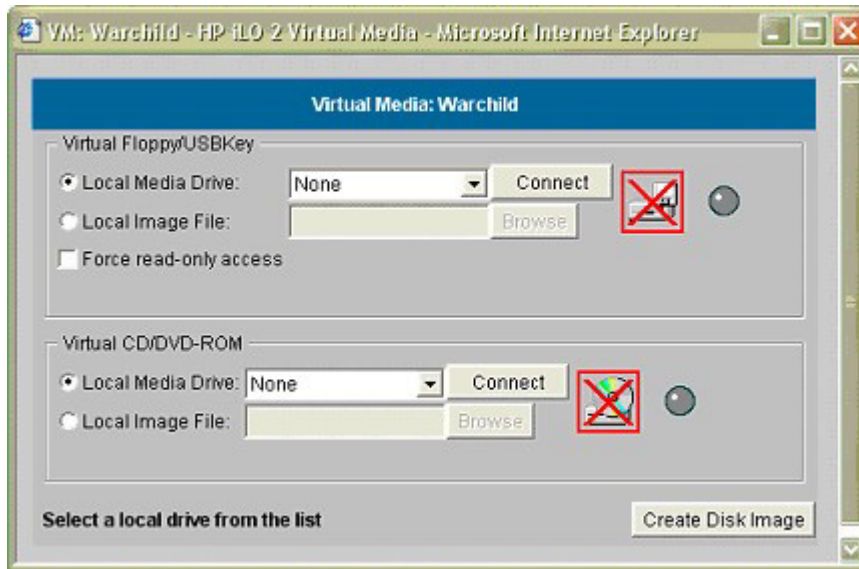 VM: Warchild - HP iLO 2 Virtual Media - Microsoft Internet Explorer
Virtual Media: Warchild
Virtual Floppy/USBKey
Local Media Drive: None Connect
Local Image File: Browse
Force read-only access
Virtual CD/DVD-ROM
Local Media Drive: None Connect
Local Image File: Browse
Select a local drive from the list Create Disk Image